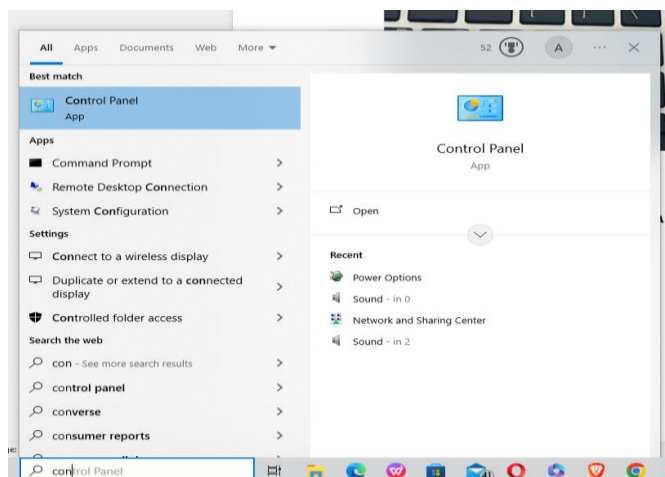 All Apps Documents Web More 52 A ... ×
Best match
Control Panel
App
Apps
Command Prompt
Remote Desktop Connection
System Configuration
Settings
Connect to a wireless display
Duplicate or extend to a connected
display
Controlled folder access
Search the web
con - See more search results
control panel
converse
consumer reports
control Panel
Control Panel
App
Open
Recent
Power Options
Sound - in 0
Network and Sharing Center
Sound - in 2
41